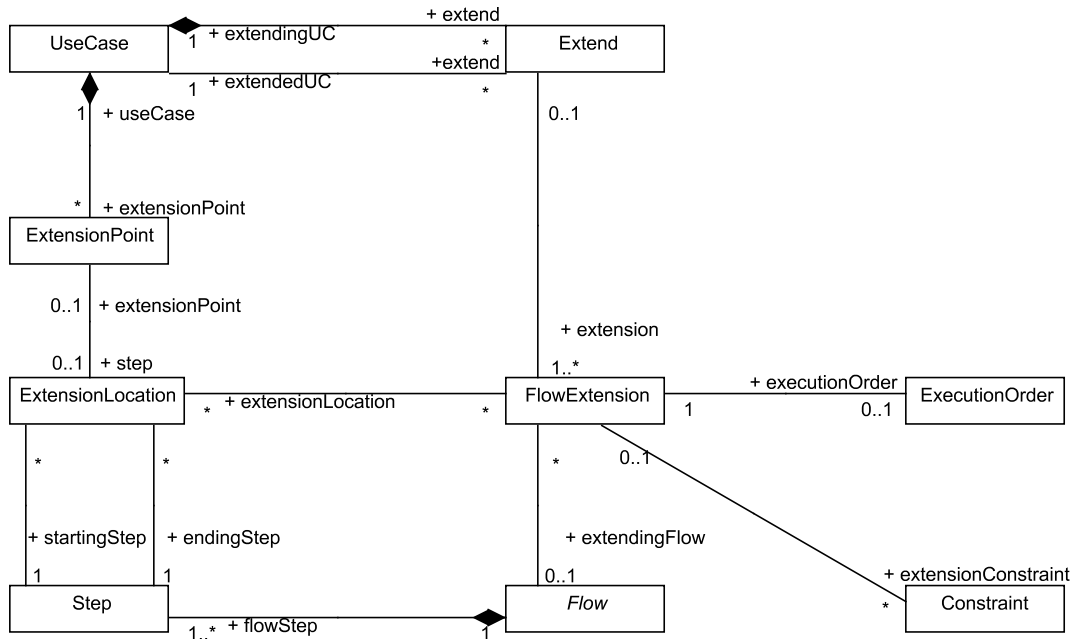 + extend
UseCase
1
+ extendingUC
*
Extend
+extend
1
+ extendedUC
*
1
+ useCase
0..1
*
+ extensionPoint
ExtensionPoint
0..1
+ extensionPoint
+ extension
0..1
+ step
1..*
ExtensionLocation
*
+ extensionLocation
*
FlowExtension
1
+ executionOrder
0..1
ExecutionOrder
*
*
*
0..1
+ startingStep
+ endingStep
+ extendingFlow
1
1
0..1
+ extensionConstraint
*
Step
Flow
Constraint
1..*
+ flowStep
1